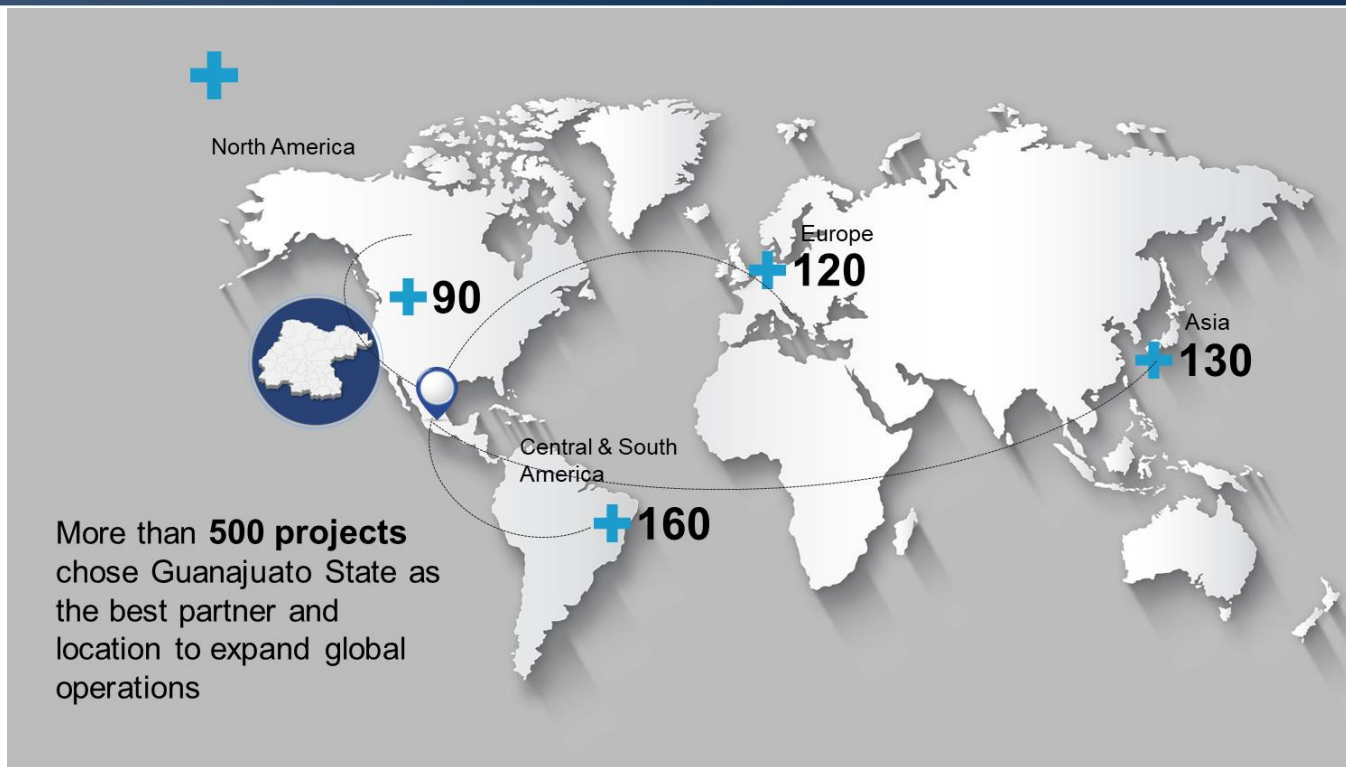 North America
Europe
+120
+90
Asia
+130
Central & South
America
+160
More than 500 projects
chose Guanajuato State as
the best partner and
location to expand global
operations